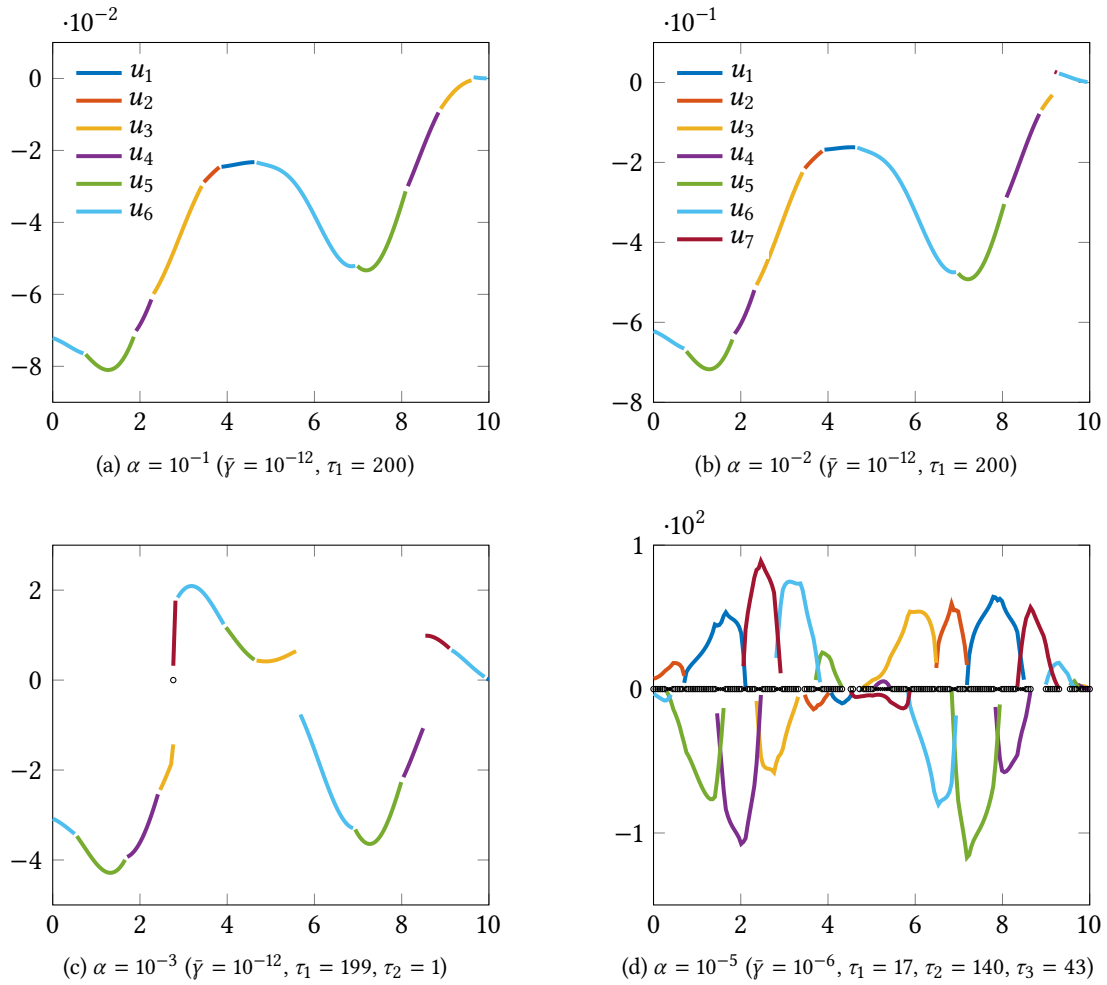 ·10⁻²
0
−2
−4
−6
−8
0 2 4 6 8 10
u₁
u₂
u₃
u₄
u₅
u₆
(a) α = 10⁻¹ (γ̄ = 10⁻¹², τ₁ = 200)
·10⁻¹
0
−2
−4
−6
−8
0 2 4 6 8 10
u₁
u₂
u₃
u₄
u₅
u₆
u₇
(b) α = 10⁻² (γ̄ = 10⁻¹², τ₁ = 200)
2
0
−2
−4
0 2 4 6 8 10
(c) α = 10⁻³ (γ̄ = 10⁻¹², τ₁ = 199, τ₂ = 1)
·10²
1
0
−1
0 2 4 6 8 10
(d) α = 10⁻⁵ (γ̄ = 10⁻⁶, τ₁ = 17, τ₂ = 140, τ₃ = 43)